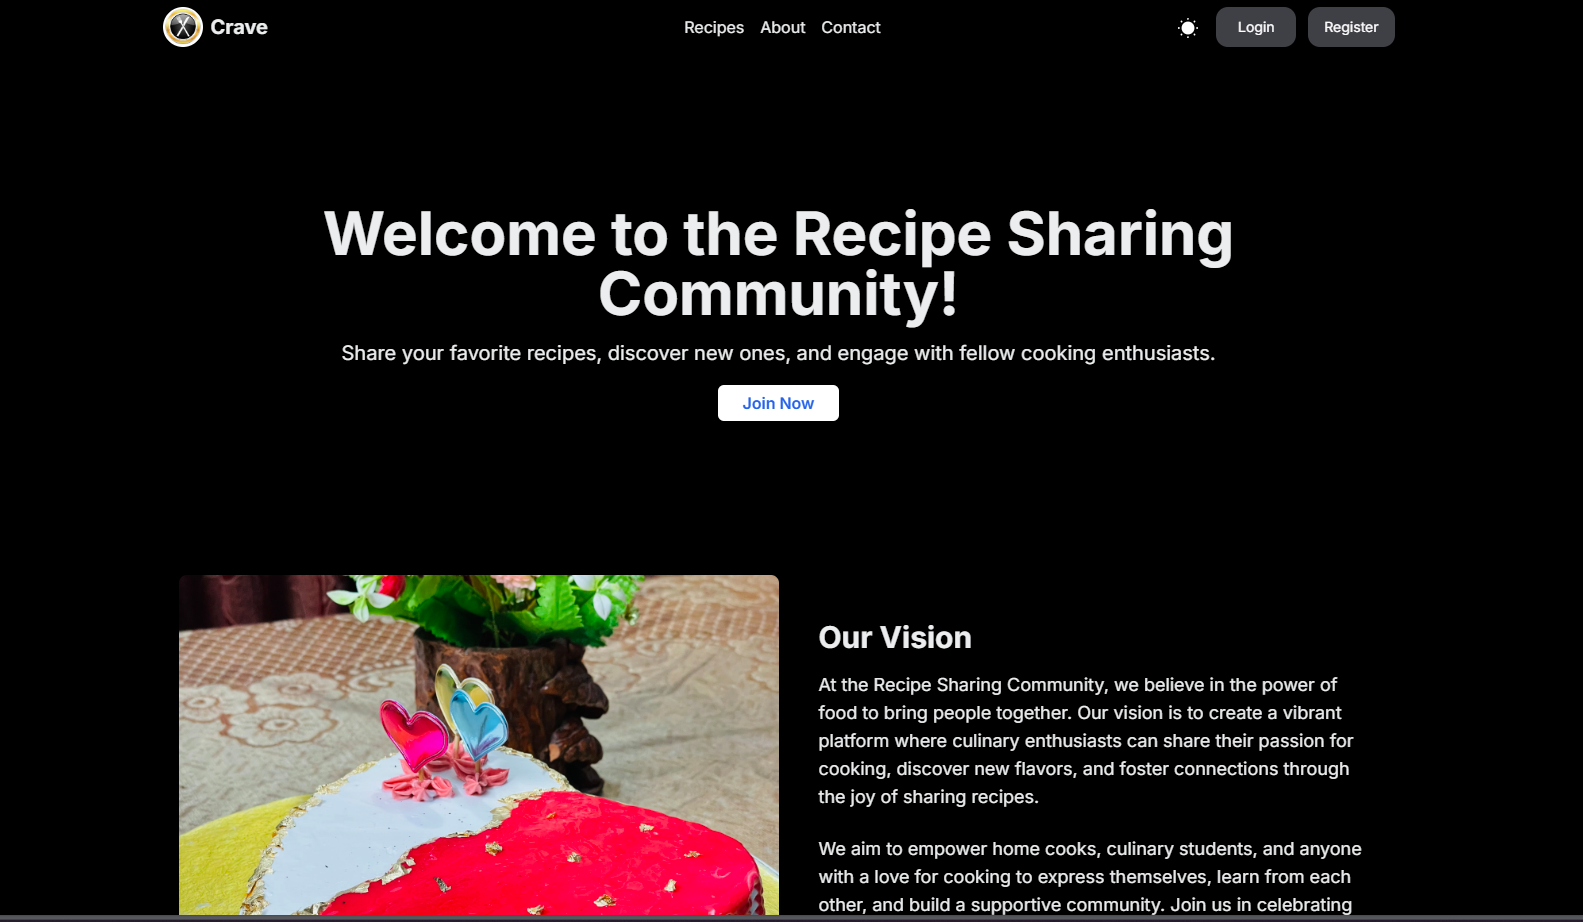 Crave
Recipes About Contact
Login
Register
Welcome to the Recipe Sharing
Community!
Share your favorite recipes, discover new ones, and engage with fellow cooking enthusiasts.
Join Now
Our Vision
At the Recipe Sharing Community, we believe in the power of
food to bring people together. Our vision is to create a vibrant
platform where culinary enthusiasts can share their passion for
cooking, discover new flavors, and foster connections through
the joy of sharing recipes.
We aim to empower home cooks, culinary students, and anyone
with a love for cooking to express themselves, learn from each
other, and build a supportive community. Join us in celebrating